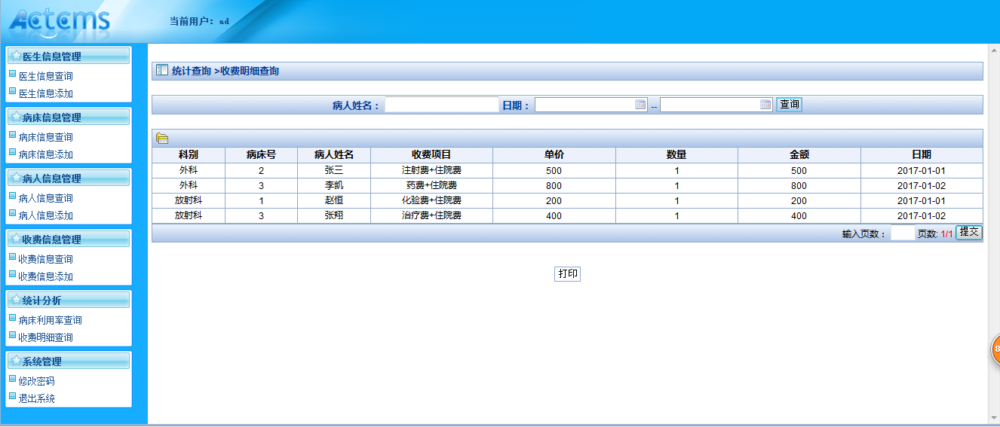 Actcms
当前用户：ad
医生信息管理
医生信息查询
医生信息添加
病床信息管理
病床信息查询
病床信息添加
病人信息管理
病人信息查询
病人信息添加
收费信息管理
收费信息查询
收费信息添加
统计分析
病床利用率查询
收费明细查询
系统管理
修改密码
退出系统
统计查询 >收费明细查询
病人姓名： 日期： -- 查询
科别 病床号 病人姓名 收费项目 单价 数量 金额 日期
外科 2 张三 注射费+住院费 500 1 500 2017-01-01
外科 3 李凯 药费+住院费 800 1 800 2017-01-02
放射科 1 赵恒 化验费+住院费 200 1 200 2017-01-01
放射科 3 张翔 治疗费+住院费 400 1 400 2017-01-02
输入页数： 页数: 1/1 提交
打印